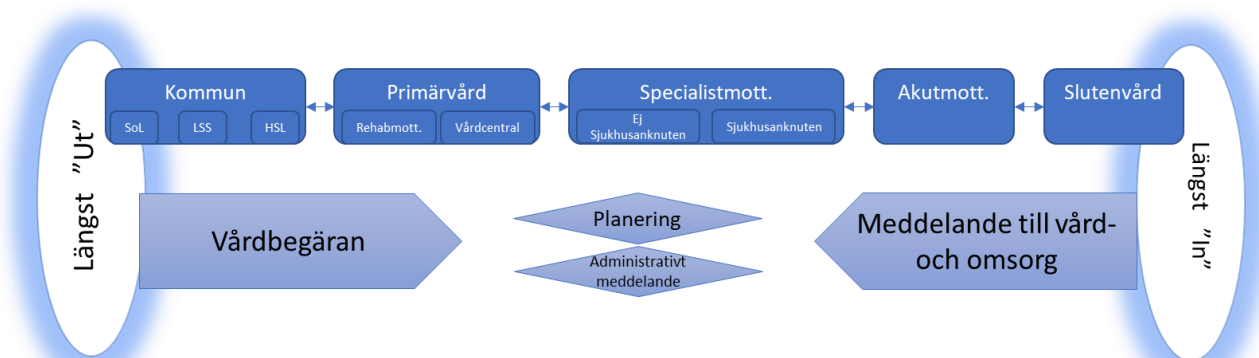 Längst "Ut"
Kommun
SoL
LSS
HSL
Primärvård
Rehabmott.
Vårdcentral
Specialistmott.
Ej
Sjukhusanknuten
Sjukhusanknuten
Akutmott.
Slutenvård
Längst "In"
Vårdbegäran
Planering
Administrativt
meddelande
Meddelande till vård-
och omsorg